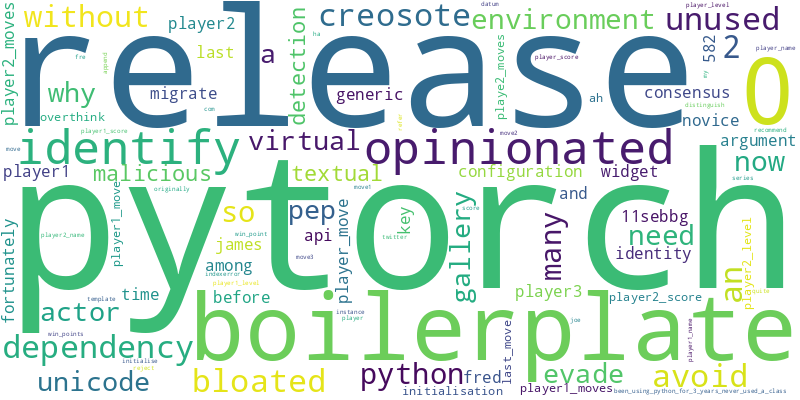 player2_moves
without
player2
creosote
playe2_moves
environment
unused
player_level
datum
ha
fre
append
release
detection
last
a
why
migrate
generic
overthink
com
player_score
ah
582
2
my
player_name
0
consensus
distinguish
novice
recommend
player1_score
refer
move
identify
virtual
move2
opinionated
argument
now
player1
malicious
textual
configuration
widget
series
originally
move1
pytorch
fortunately
player1_move
so
james
pep
api
player_move
key
score
gallery
and
11sebbg
many
need
identity
an
player2_level
player2_name
win_point
twitter
among
move3
indexerror
actor
time
before
player1_level
instance
player3
player2_score
template
dependency
win_points
player
boilerplate
joe
player1_name
initialise
reject
unicode
bloated
python
fred
initialisation
last_move
evade
player1_moves
avoid
been_using_python_for_3_years_never_used_a_class